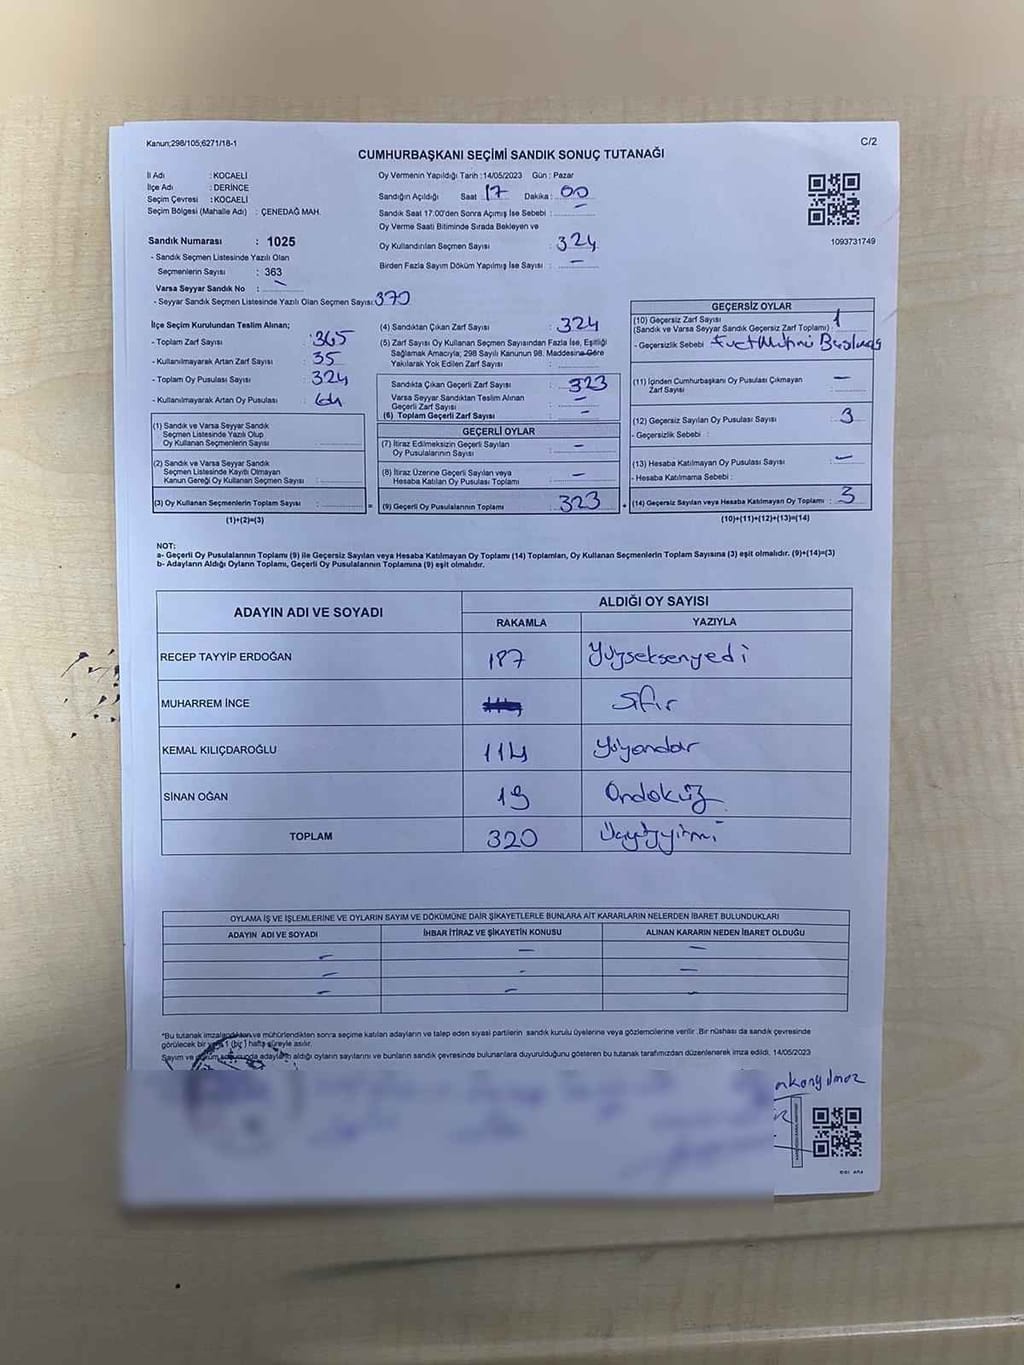 Kanun;298/105;6271/18-1
C/2
CUMHURBAŞKANI SEÇİMİ SANDIK SONUÇ TUTANAĞI
İl Adı : KOCAELİ
İlçe Adı : DERİNCE
Seçim Çevresi : KOCAELİ
Seçim Bölgesi (Mahalle Adı) : ÇENEDAĞ MAH.
Sandık Numarası : 1025
- Sandık Seçmen Listesinde Yazılı Olan
Seçmenlerin Sayısı : 363
Varsa Seyyar Sandık No : -
- Seyyar Sandık Seçmen Listesinde Yazılı Olan Seçmen Sayısı: 370
Oy Vermenin Yapıldığı Tarih :14/05/2023 Gün : Pazar
Sandığın Açıldığı Saat 17 Dakika : 00
Sandık Saat 17:00'den Sonra Açımış İse Sebebi : -
Oy Verme Saati Bitiminde Sırada Bekleyen ve
Oy Kullandırılan Seçmen Sayısı : 324
Birden Fazla Sayım Döküm Yapılmış İse Sayısı : -
1093731749
İlçe Seçim Kurulundan Teslim Alınan;
- Toplam Zarf Sayısı : 365
- Kullanılmayarak Artan Zarf Sayısı : 35
- Toplam Oy Pusulası Sayısı : 324
- Kullanılmayarak Artan Oy Pusulası :
(1) Sandık ve Varsa Seyyar Sandık
Seçmen Listesinde Yazılı Olup
Oy Kullanan Seçmenlerin Sayısı :
(2) Sandık ve Varsa Seyyar Sandık
Seçmen Listesinde Kayıtlı Olmayan
Kanun Gereği Oy Kullanan Seçmen Sayısı :
(3) Oy Kullanan Seçmenlerin Toplam Sayısı :
(1)+(2)=(3)
(4) Sandıktan Çıkan Zarf Sayısı : 324
(5) Zarf Sayısı Oy Kullanan Seçmen Sayısından Fazla İse, Eşitliği
Sağlamak Amacıyla; 298 Sayılı Kanunun 98. Maddesine Göre
Yakılarak Yok Edilen Zarf Sayısı :
Sandıkta Çıkan Geçerli Zarf Sayısı : 323
Varsa Seyyar Sandıktan Teslim Alınan
Geçerli Zarf Sayısı : -
(6) Toplam Geçerli Zarf Sayısı : -
GEÇERLİ OYLAR
(7) İtiraz Edilmeksizin Geçerli Sayılan
Oy Pusulalarının Sayısı : -
(8) İtiraz Üzerine Geçerli Sayılan veya
Hesaba Katılan Oy Pusulası Toplamı : -
= (9) Geçerli Oy Pusulalarının Toplamı : 323
GEÇERSİZ OYLAR
(10) Geçersiz Zarf Sayısı 1
(Sandık ve Varsa Seyyar Sandık Geçersiz Zarf Toplamı) :
- Geçersizlik Sebebi :
(11) İçinden Cumhurbaşkanı Oy Pusulası Çıkmayan -
Zarf Sayısı :
(12) Geçersiz Sayılan Oy Pusulası Sayısı : 3
- Geçersizlik Sebebi :
(13) Hesaba Katılmayan Oy Pusulası Sayısı : -
- Hesaba Katılmama Sebebi :
+ (14) Geçersiz Sayılan veya Hesaba Katılmayan Oy Toplamı : 3
(10)+(11)+(12)+(13)=(14)
NOT:
a- Geçerli Oy Pusulalarının Toplamı (9) ile Geçersiz Sayılan veya Hesaba Katılmayan Oy Toplamı (14) Toplamları, Oy Kullanan Seçmenlerin Toplam Sayısına (3) eşit olmalıdır. (9)+(14)=(3)
b- Adayların Aldığı Oyların Toplamı, Geçerli Oy Pusulalarının Toplamına (9) eşit olmalıdır.
ADAYIN ADI VE SOYADI
ALDIĞI OY SAYISI
RAKAMLA YAZIYLA
RECEP TAYYİP ERDOĞAN 187 Yüzseksenyedi
MUHARREM İNCE Sıfır
KEMAL KILIÇDAROĞLU 114 Yüzondört
SİNAN OĞAN 19 Ondokuz
TOPLAM 320 Üçyüzyirmi
OYLAMA İŞ VE İŞLEMLERİNE VE OYLARIN SAYIM VE DÖKÜMÜNE DAİR ŞİKAYETLERLE BUNLARA AİT KARARLARIN NELERDEN İBARET BULUNDUKLARI
ADAYIN ADI VE SOYADI İHBAR İTİRAZ VE ŞİKAYETİN KONUSU ALINAN KARARIN NEDEN İBARET OLDUĞU
- - -
- - -
- - -
*Bu tutanak imzalandıktan ve mühürlendikten sonra seçime katılan adayların ve talep eden siyasi partilerin sandık kurulu üyelerine veya gözlemcilerine verilir .Bir nüshası da sandık çevresinde
görülecek bir yere 1 (bir ) hafta süreyle asılır.
Sayım ve döküm sonucunda adayların aldığı oyların sayılarını ve bunların sandık çevresinde bulunanlara duyurulduğunu gösteren bu tutanak tarafımızdan düzenlenerek imza edildi. 14/05/2023